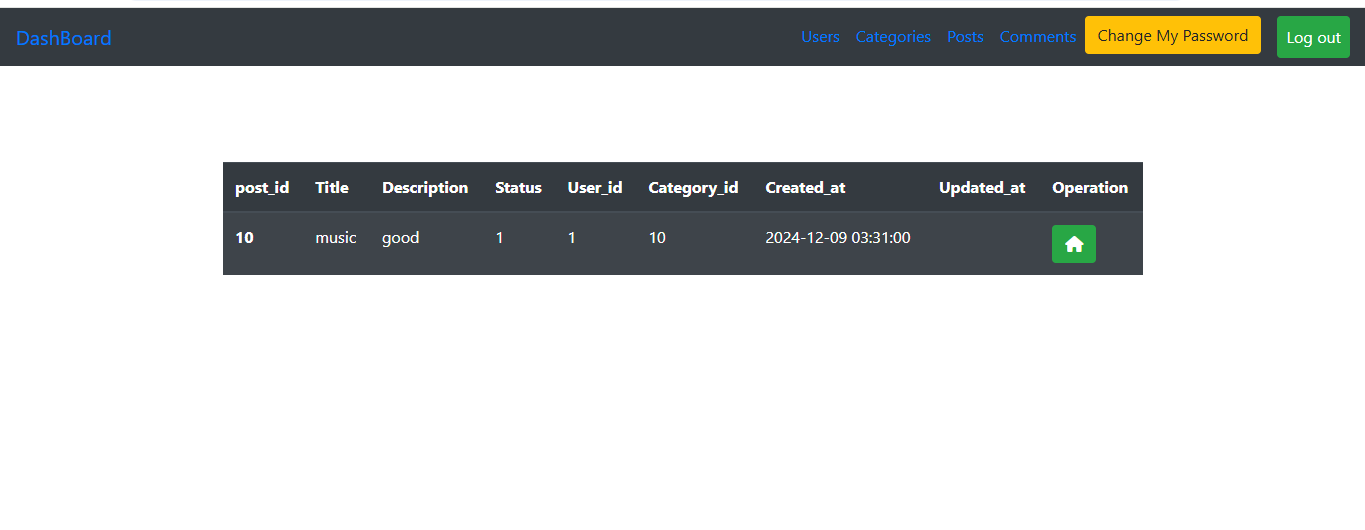 DashBoard Users Categories Posts Comments Change My Password Log out
post_id Title Description Status User_id Category_id Created_at Updated_at Operation
10 music good 1 1 10 2024-12-09 03:31:00